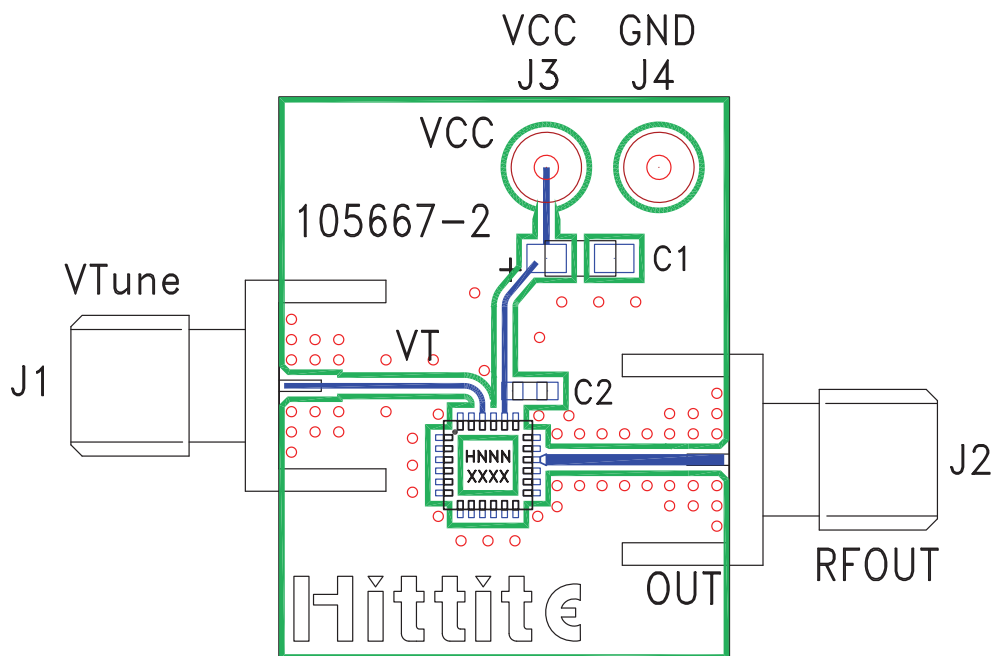 VCC GND
J3 J4
VCC
105667-2
C1
VTune
VT
J1
C2
HNNN
XXXX
J2
RFOUT
OUT
Hittite